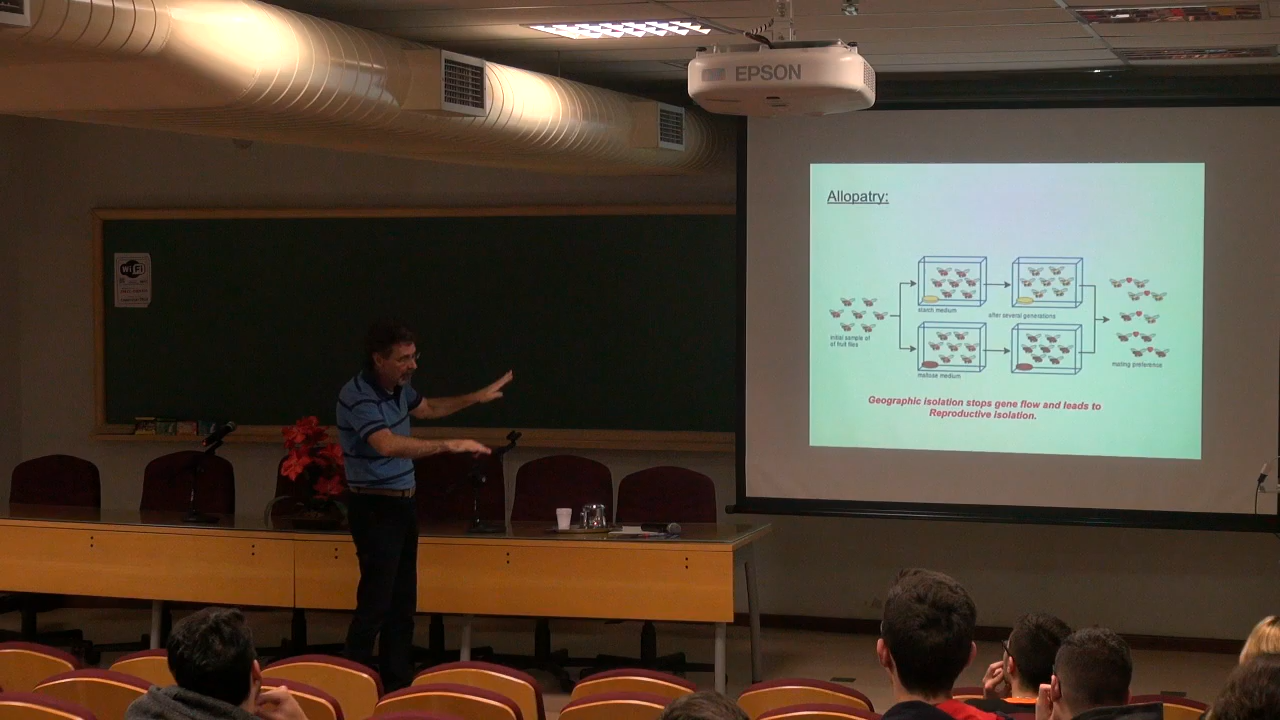 EPSON
Allopatry:
starch medium
after several generations
initial sample of
of fruit flies
maltose medium
mating preference
Geographic isolation stops gene flow and leads to
Reproductive isolation.
WiFi